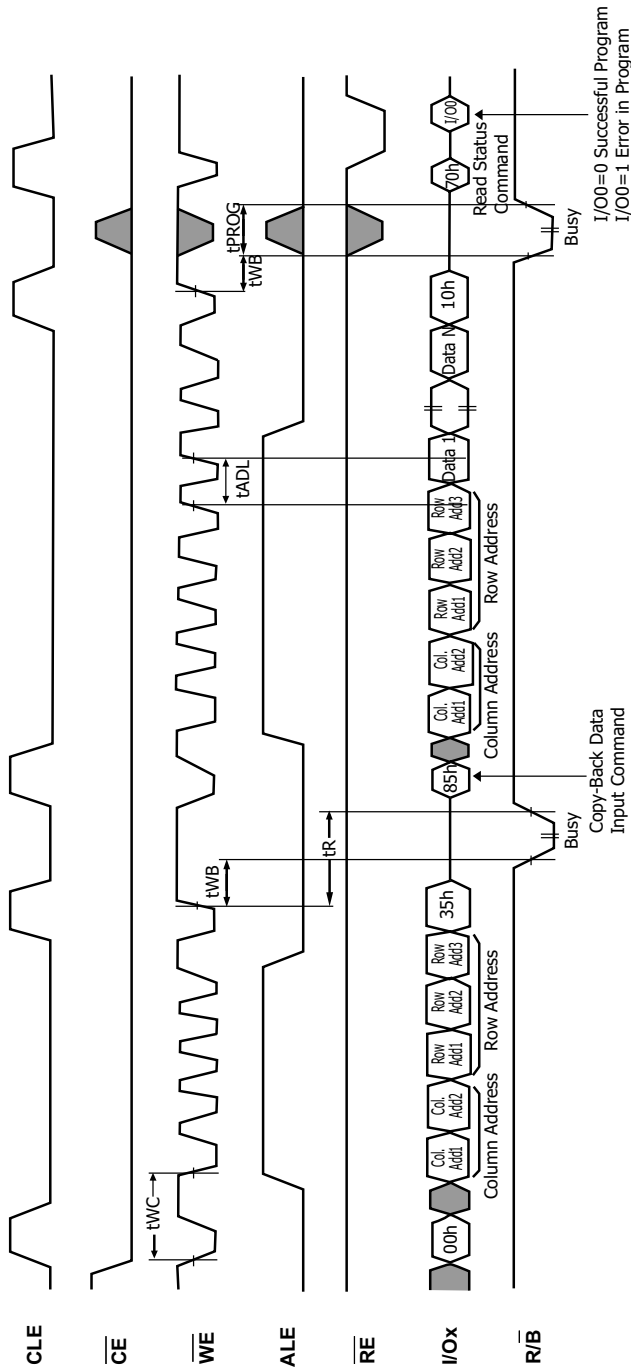 CLE
CE
WE
ALE
RE
I/Ox
R/B
tWC
tWB
tADL
tWB
tPROG
tR
00h
Col.
Add1
Col.
Add2
Row
Add1
Row
Add2
Row
Add3
35h
85h
Col.
Add1
Col.
Add2
Row
Add1
Row
Add2
Row
Add3
Data 1
Data N
10h
70h
I/O0
Column Address
Row Address
Column Address
Row Address
Read Status
Command
Busy
Busy
Copy-Back Data
Input Command
I/O0=0 Successful Program
I/O0=1 Error in Program